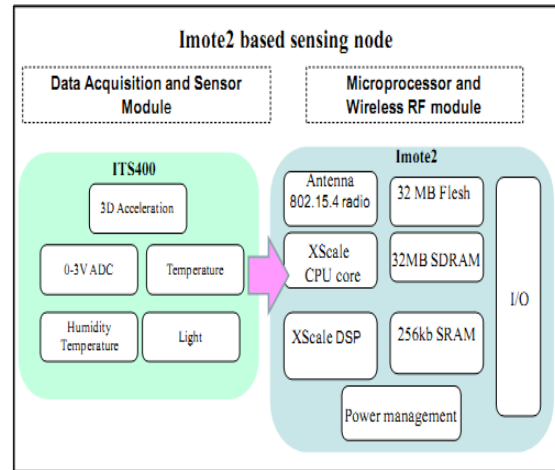 Imote2 based sensing node
Data Acquisition and Sensor
Module
Microprocessor and
Wireless RF module
ITS400
3D Acceleration
0-3V ADC
Temperature
Humidity
Temperature
Light
Imote2
Antenna
802.15.4 radio
32 MB Flesh
XScale
CPU core
32MB SDRAM
XScale DSP
256kb SRAM
Power management
I/O